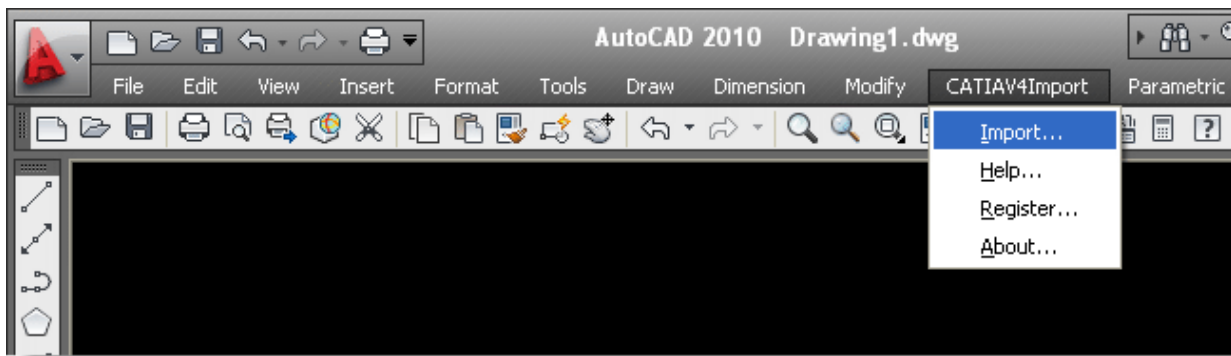 AutoCAD 2010 Drawing1.dwg
File Edit View Insert Format Tools Draw Dimension Modify CATIAV4Import Parametric
Import...
Help...
Register...
About...